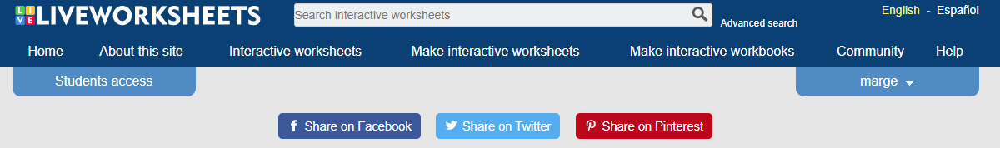 LIVE LIVEWORKSHEETS
Search interactive worksheets
Advanced search
English - Español
Home About this site Interactive worksheets Make interactive worksheets Make interactive workbooks Community Help
Students access
marge
Share on Facebook Share on Twitter Share on Pinterest